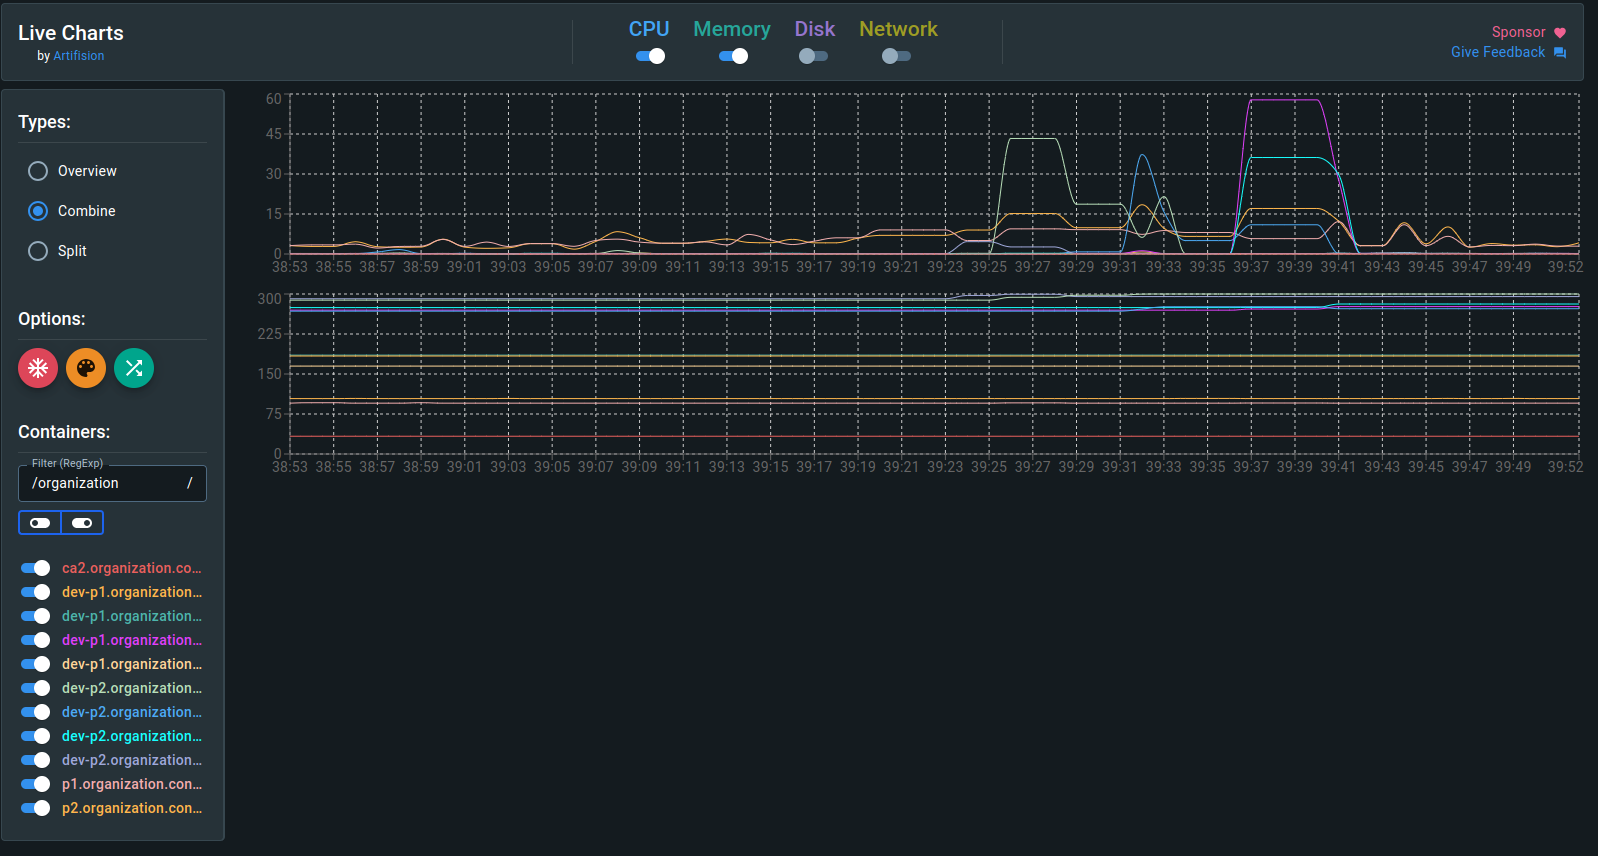 Live Charts
by Artifision
CPU Memory Disk Network
Sponsor
Give Feedback
Types:
Overview
Combine
Split
Options:
Containers:
Filter (RegExp)
/organization /
ca2.organization.co...
dev-p1.organization...
dev-p1.organization...
dev-p1.organization...
dev-p1.organization...
dev-p2.organization...
dev-p2.organization...
dev-p2.organization...
dev-p2.organization...
p1.organization.con...
p2.organization.con...
60
45
30
15
0
38:53 38:55 38:57 38:59 39:01 39:03 39:05 39:07 39:09 39:11 39:13 39:15 39:17 39:19 39:21 39:23 39:25 39:27 39:29 39:31 39:33 39:35 39:37 39:39 39:41 39:43 39:45 39:47 39:49 39:52
300
225
150
75
0
38:53 38:55 38:57 38:59 39:01 39:03 39:05 39:07 39:09 39:11 39:13 39:15 39:17 39:19 39:21 39:23 39:25 39:27 39:29 39:31 39:33 39:35 39:37 39:39 39:41 39:43 39:45 39:47 39:49 39:52